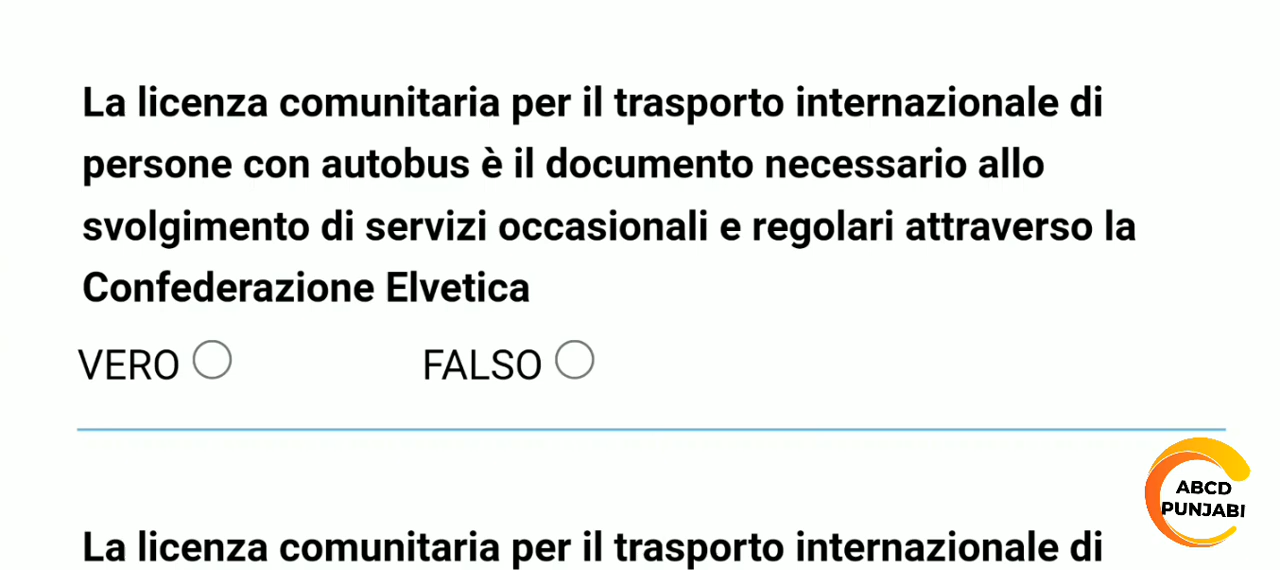 La licenza comunitaria per il trasporto internazionale di
persone con autobus è il documento necessario allo
svolgimento di servizi occasionali e regolari attraverso la
Confederazione Elvetica
VERO
FALSO
ABCD
PUNJABI
La licenza comunitaria per il trasporto internazionale di